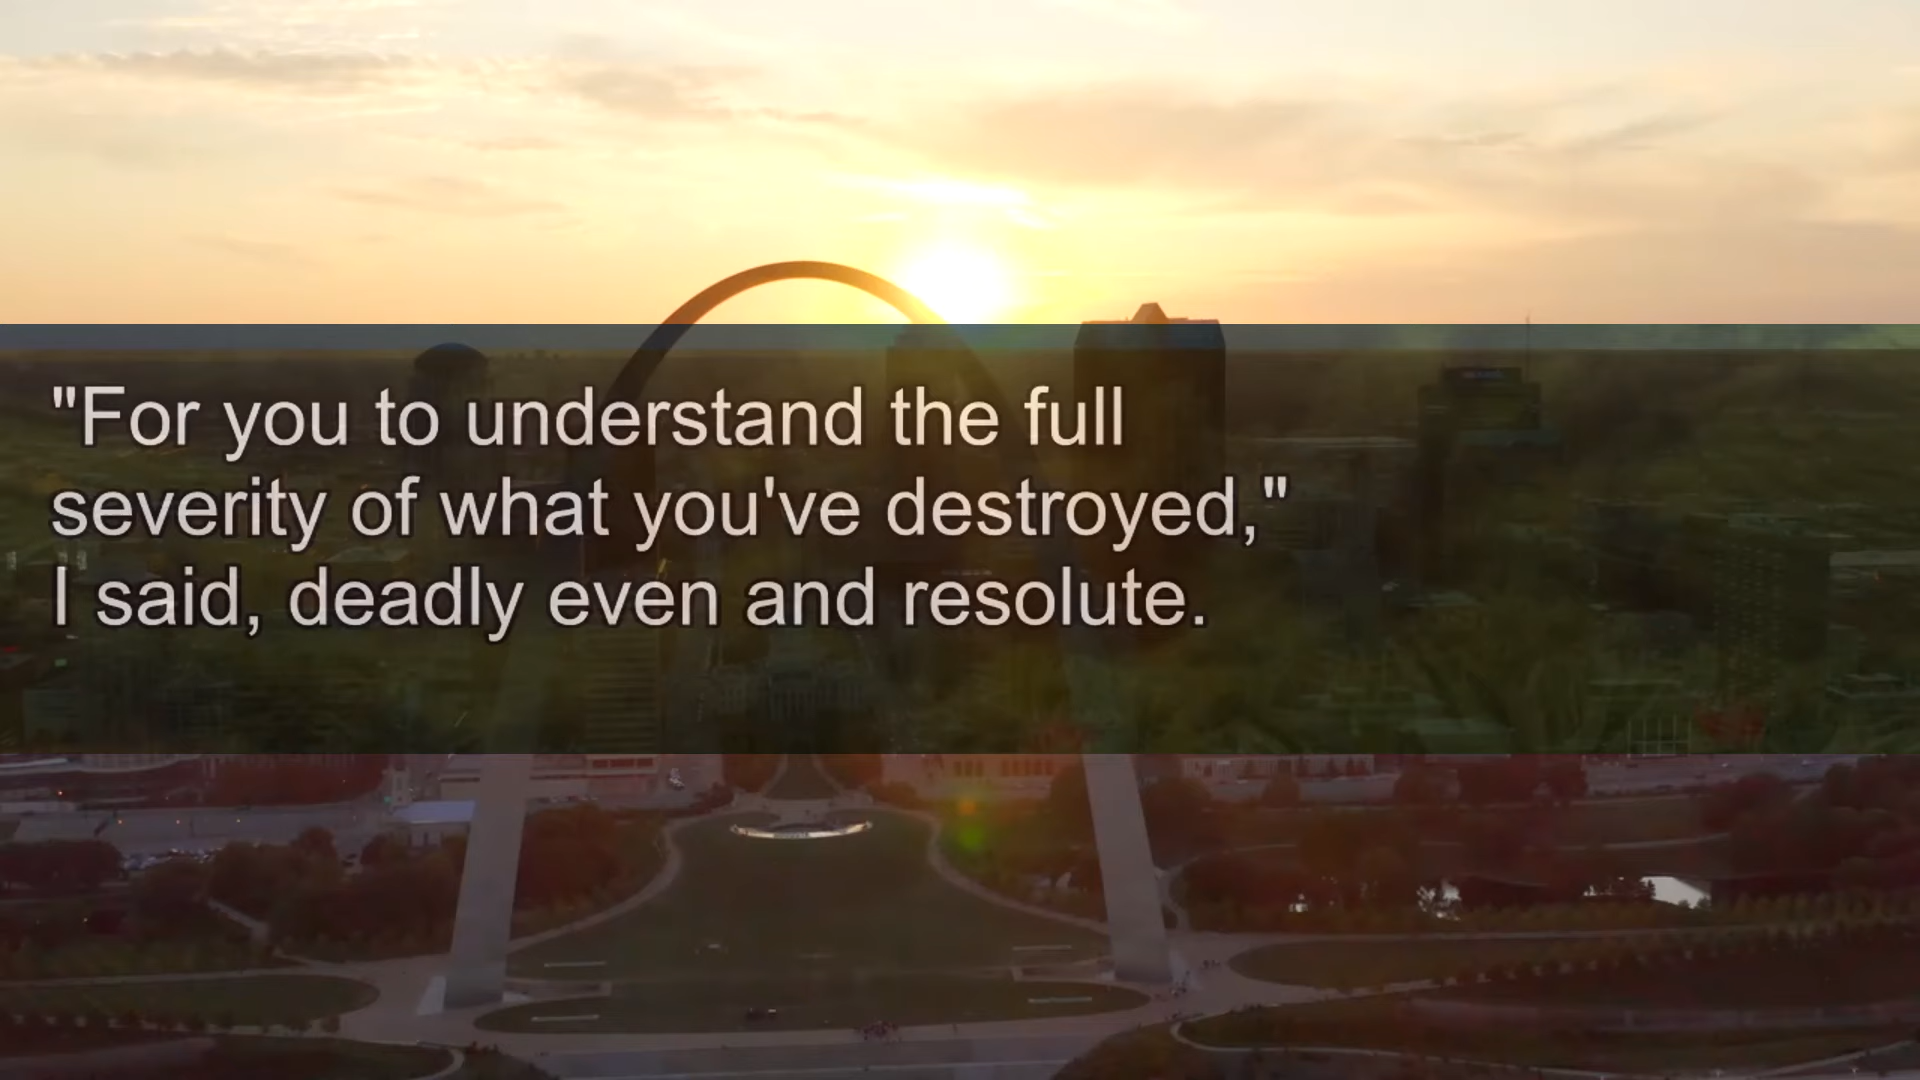 "For you to understand the full
severity of what you've destroyed,"
I said, deadly even and resolute.